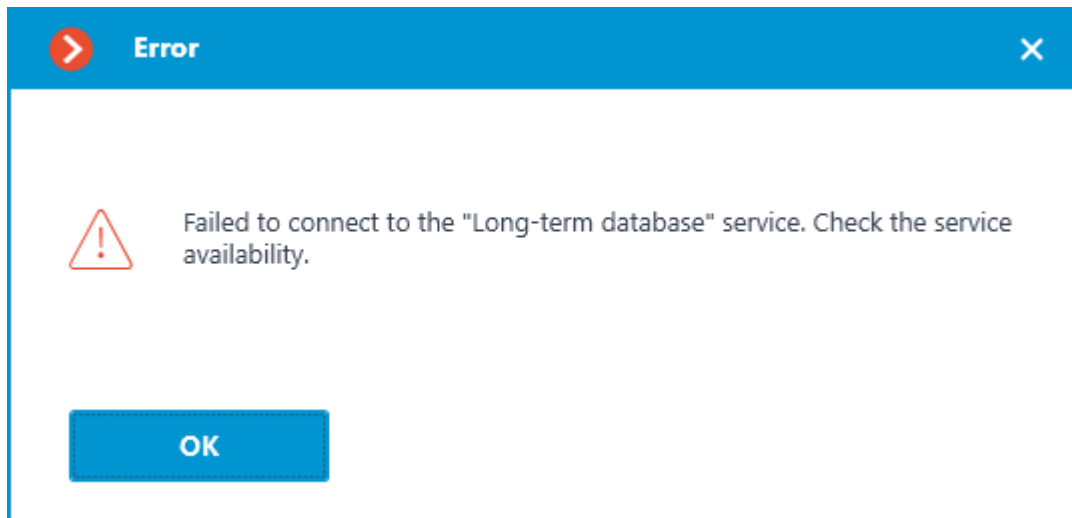 Error
Failed to connect to the "Long-term database" service. Check the service
availability.
OK